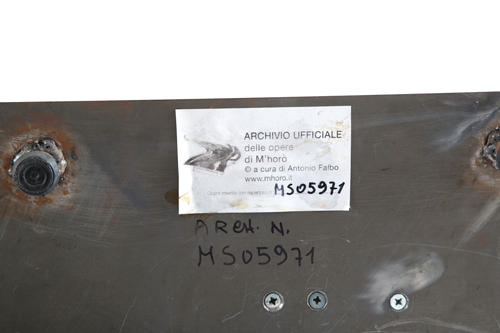 ARCHIVIO UFFICIALE
delle opere
di M'horò
© a cura di Antonio Falbo
www.mhoro.it
MS05971
ARCH. N.
MS05971